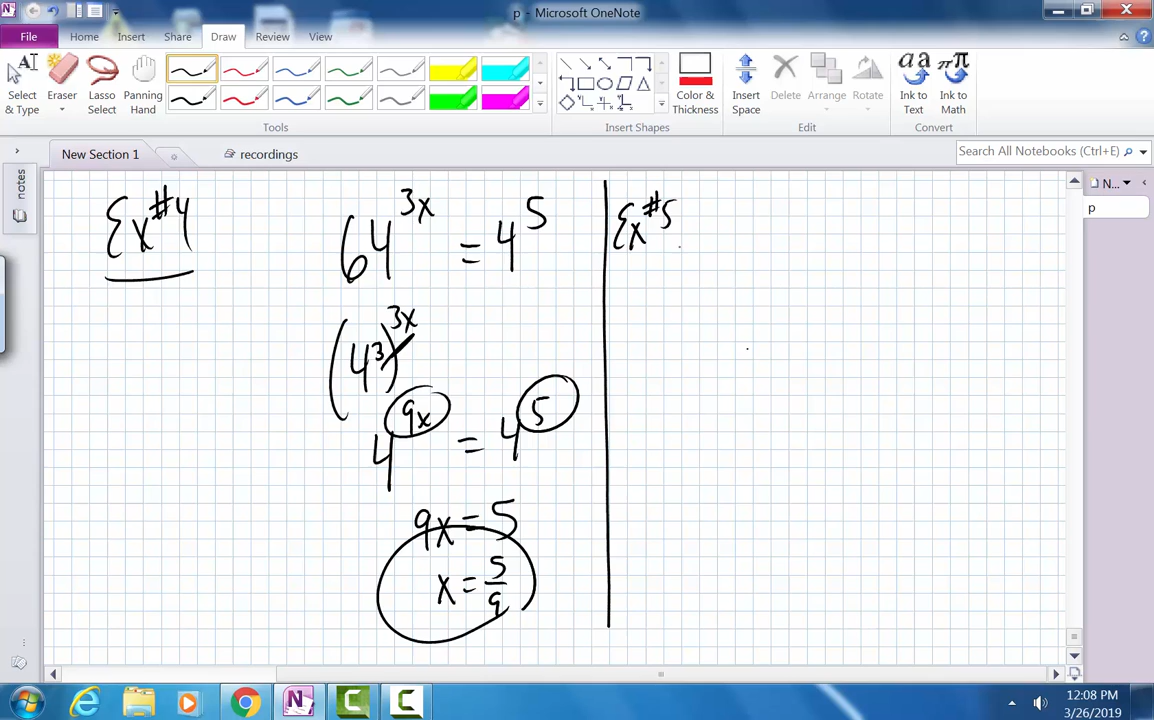 p - Microsoft OneNote
File Home Insert Share Draw Review View
Select & Type Eraser Lasso Select Panning Hand Color & Thickness Insert Space Delete Arrange Rotate Ink to Text Ink to Math
Tools Insert Shapes Edit Convert
New Section 1 recordings Search All Notebooks (Ctrl+E)
notes
N...
p
Ex #4
64^{3x} = 4^5
(4^3)^{3x}
4^{9x} = 4^5
9x = 5
x = 5/9
Ex #5
12:08 PM
3/26/2019